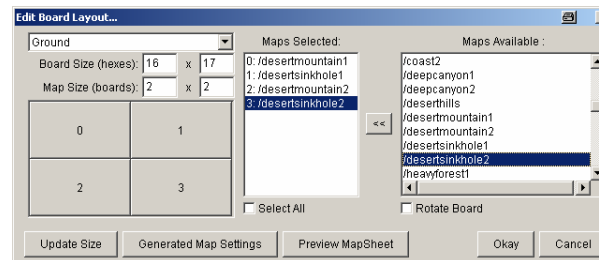 Edit Board Layout...
Ground
Board Size (hexes): 16 x 17
Map Size (boards): 2 x 2
0 1
2 3
Maps Selected:
0: /desertmountain1
1: /desertsinkhole1
2: /desertmountain2
3: /desertsinkhole2
Select All
<<
Maps Available :
/coast2
/deepcanyon1
/deepcanyon2
/deserthills
/desertmountain1
/desertmountain2
/desertsinkhole1
/desertsinkhole2
/heavyforest1
Rotate Board
Update Size Generated Map Settings Preview MapSheet Okay Cancel